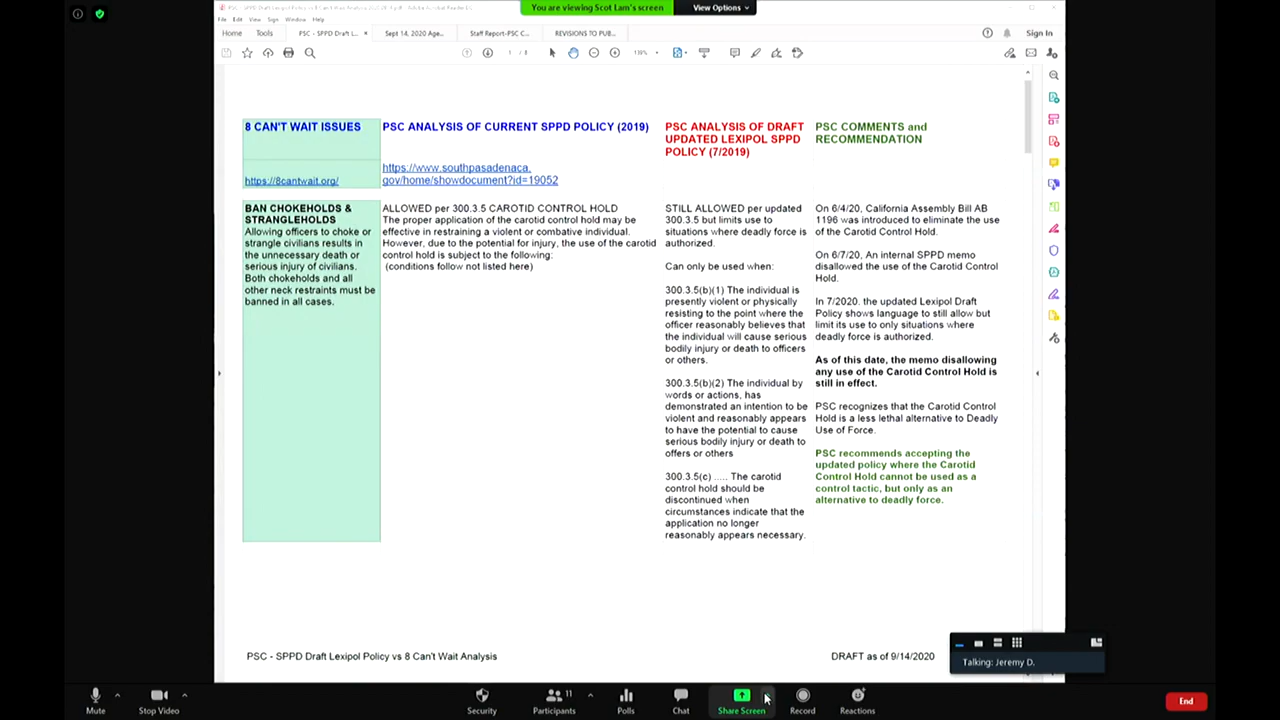 You are viewing Scot Lam's screen
View Options
File Edit View Sign Window Help
Home
Tools
PSC - SPPD Draft L... ×
Sept 14, 2020 Age...
Staff Report-PSC C...
REVISIONS TO PUB...
Sign In
8 CAN'T WAIT ISSUES
https://8cantwait.org/
PSC ANALYSIS OF CURRENT SPPD POLICY (2019)
https://www.southpasadenaca.
gov/home/showdocument?id=19052
PSC ANALYSIS OF DRAFT
UPDATED LEXIPOL SPPD
POLICY (7/2019)
PSC COMMENTS and
RECOMMENDATION
BAN CHOKEHOLDS &
STRANGLEHOLDS
Allowing officers to choke or
strangle civilians results in
the unnecessary death or
serious injury of civilians.
Both chokeholds and all
other neck restraints must be
banned in all cases.
ALLOWED per 300.3.5 CAROTID CONTROL HOLD
The proper application of the carotid control hold may be
effective in restraining a violent or combative individual.
However, due to the potential for injury, the use of the carotid
control hold is subject to the following:
(conditions follow not listed here)
STILL ALLOWED per updated
300.3.5 but limits use to
situations where deadly force is
authorized.
Can only be used when:
300.3.5(b)(1) The individual is
presently violent or physically
resisting to the point where the
officer reasonably believes that
the individual will cause serious
bodily injury or death to officers
or others.
300.3.5(b)(2) The individual by
words or actions, has
demonstrated an intention to be
violent and reasonably appears
to have the potential to cause
serious bodily injury or death to
offers or others
300.3.5(c) ..... The carotid
control hold should be
discontinued when
circumstances indicate that the
application no longer
reasonably appears necessary.
On 6/4/20, California Assembly Bill AB
1196 was introduced to eliminate the use
of the Carotid Control Hold.
On 6/7/20, An internal SPPD memo
disallowed the use of the Carotid Control
Hold.
In 7/2020. the updated Lexipol Draft
Policy shows language to still allow but
limit its use to only situations where
deadly force is authorized.
As of this date, the memo disallowing
any use of the Carotid Control Hold is
still in effect.
PSC recognizes that the Carotid Control
Hold is a less lethal alternative to Deadly
Use of Force.
PSC recommends accepting the
updated policy where the Carotid
Control Hold cannot be used as a
control tactic, but only as an
alternative to deadly force.
PSC - SPPD Draft Lexipol Policy vs 8 Can't Wait Analysis
DRAFT as of 9/14/2020
Talking: Jeremy D.
Mute
Stop Video
Security
Participants
11
Polls
Chat
Share Screen
Record
Reactions
End